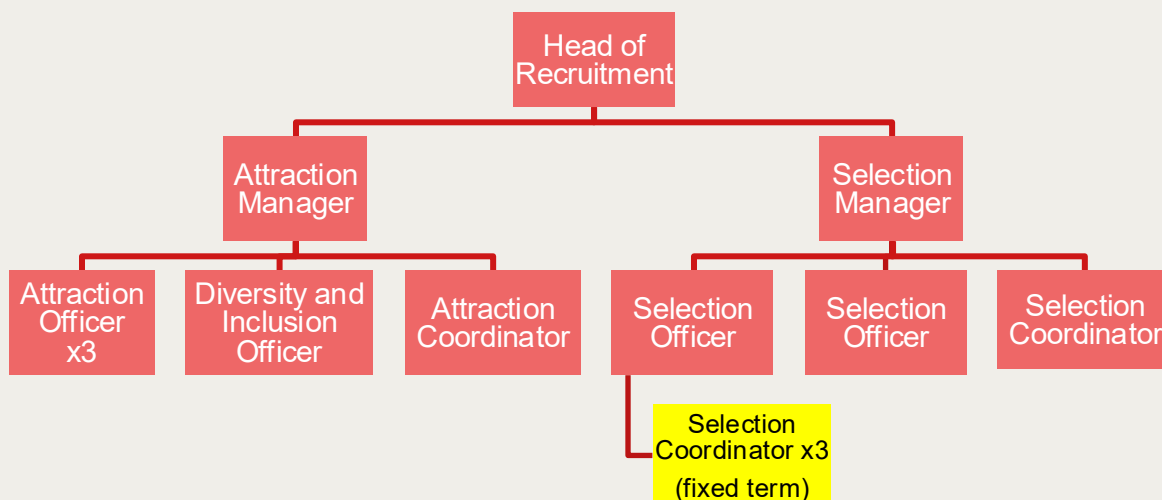 Head of
Recruitment
Attraction
Manager
Selection
Manager
Attraction
Officer
x3
Diversity and
Inclusion
Officer
Attraction
Coordinator
Selection
Officer
Selection
Officer
Selection
Coordinator
Selection
Coordinator x3
(fixed term)